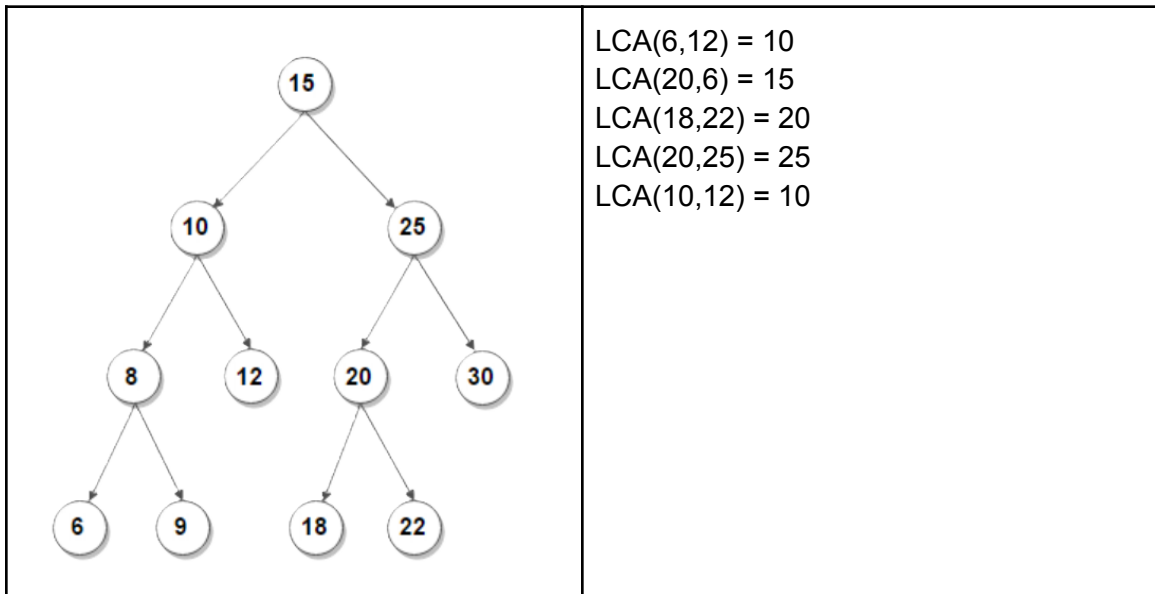 15
10 25
8 12 20 30
6 9 18 22
LCA(6,12) = 10
LCA(20,6) = 15
LCA(18,22) = 20
LCA(20,25) = 25
LCA(10,12) = 10